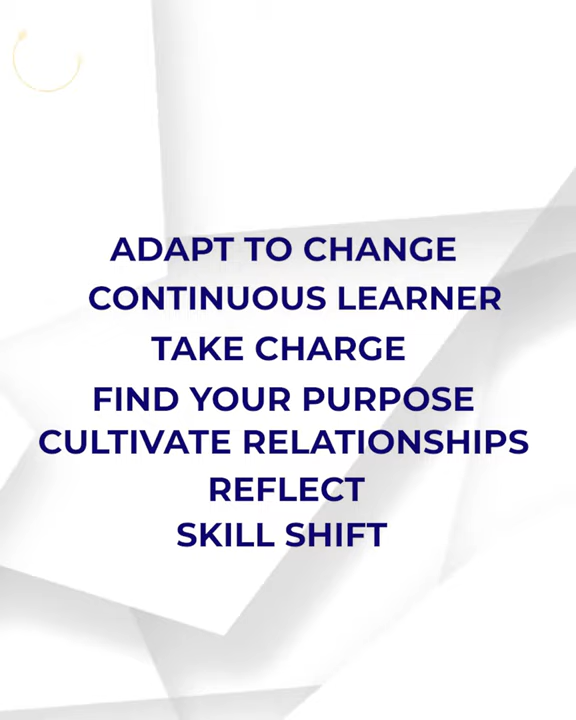 ADAPT TO CHANGE
CONTINUOUS LEARNER
TAKE CHARGE
FIND YOUR PURPOSE
CULTIVATE RELATIONSHIPS
REFLECT
SKILL SHIFT